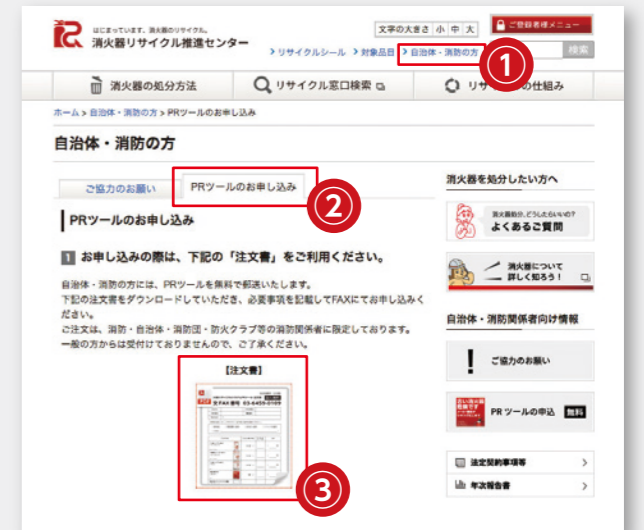 はじまっています、消火器のリサイクル。
消火器リサイクル推進センター
文字の大きさ 小 中 大
ご登録者様メニュー
リサイクルシール
対象品目
自治体・消防の方
検索
1
消火器の処分方法
リサイクル窓口検索
リサ の仕組み
ホーム > 自治体・消防の方 > PRツールのお申し込み
自治体・消防の方
ご協力のお願い
PRツールのお申し込み
2
PRツールのお申し込み
1 お申し込みの際は、下記の「注文書」をご利用ください。
自治体・消防の方には、PRツールを無料で郵送いたします。
下記の注文書をダウンロードしていただき、必要事項を記載してFAXにてお申し込みく
ださい。
ご注文は、消防・自治体・消防団・防火クラブ等の消防関係者に限定しております。
一般の方からは受付けておりませんので、ご了承ください。
【注文書】
FAX 番号 03-6459-0169
3
消火器を処分したい方へ
消火器処分、どうしたらいいの?
よくあるご質問
消火器について
詳しく知ろう!
自治体・消防関係者向け情報
ご協力のお願い
PR ツールの申込 無料
法定契約事項等
年次報告書